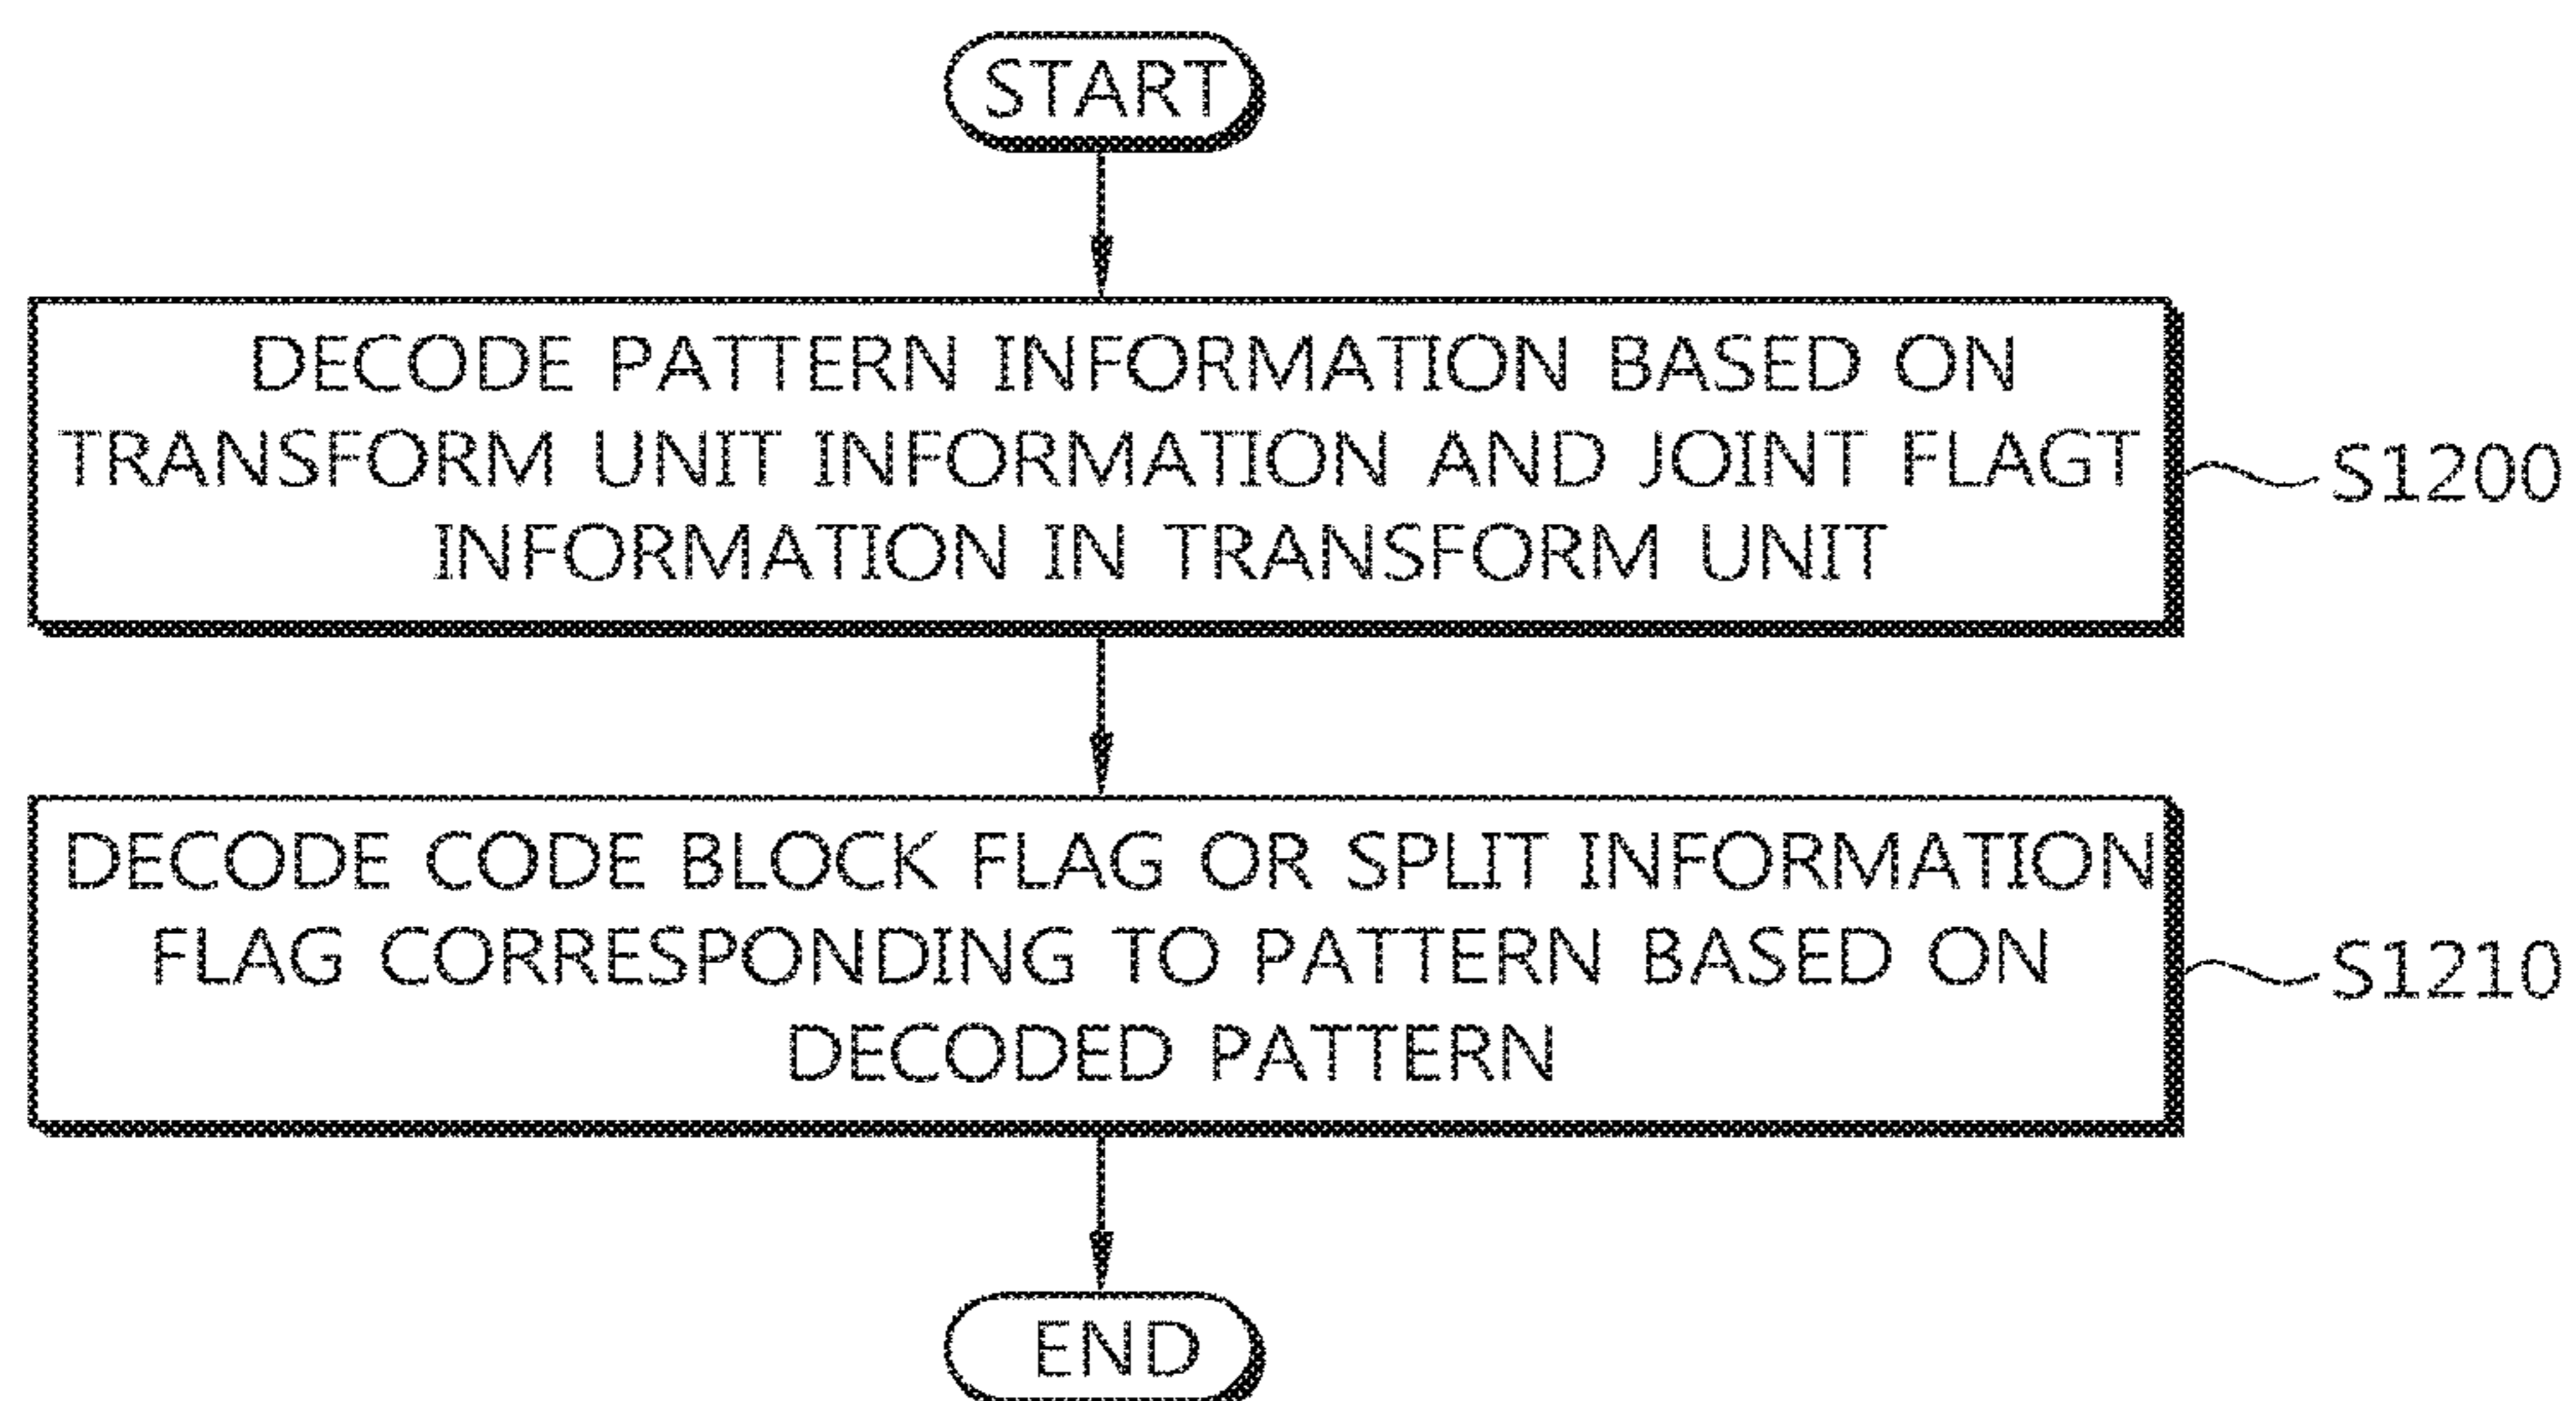 START
DECODE PATTERN INFORMATION BASED ON
TRANSFORM UNIT INFORMATION AND JOINT FLAGT
INFORMATION IN TRANSFORM UNIT
S1200
DECODE CODE BLOCK FLAG OR SPLIT INFORMATION
FLAG CORRESPONDING TO PATTERN BASED ON
DECODED PATTERN
S1210
END